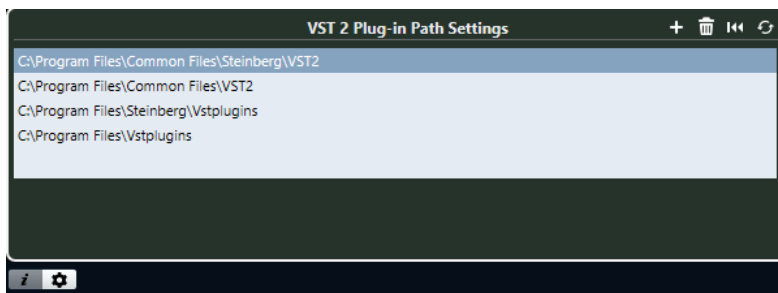 VST 2 Plug-in Path Settings
C:\Program Files\Common Files\Steinberg\VST2
C:\Program Files\Common Files\VST2
C:\Program Files\Steinberg\Vstplugins
C:\Program Files\Vstplugins
i